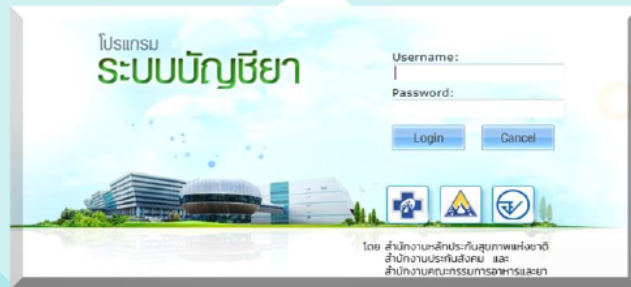 โปรแกรม
ระบบบัญชียา
Username:
Password:
Login Cancel
โดย สำนักงานหลักประกันสุขภาพแห่งชาติ
สำนักงานประกันสังคม และ
สำนักงานคณะกรรมการอาหารและยา